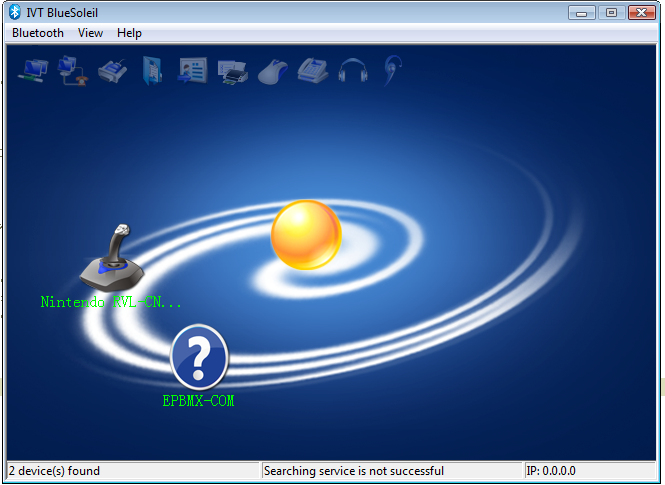 IVT BlueSoleil
Bluetooth View Help
Nintendo RVL-CN...
?
EPBMX-COM
2 device(s) found
Searching service is not successful
IP: 0.0.0.0